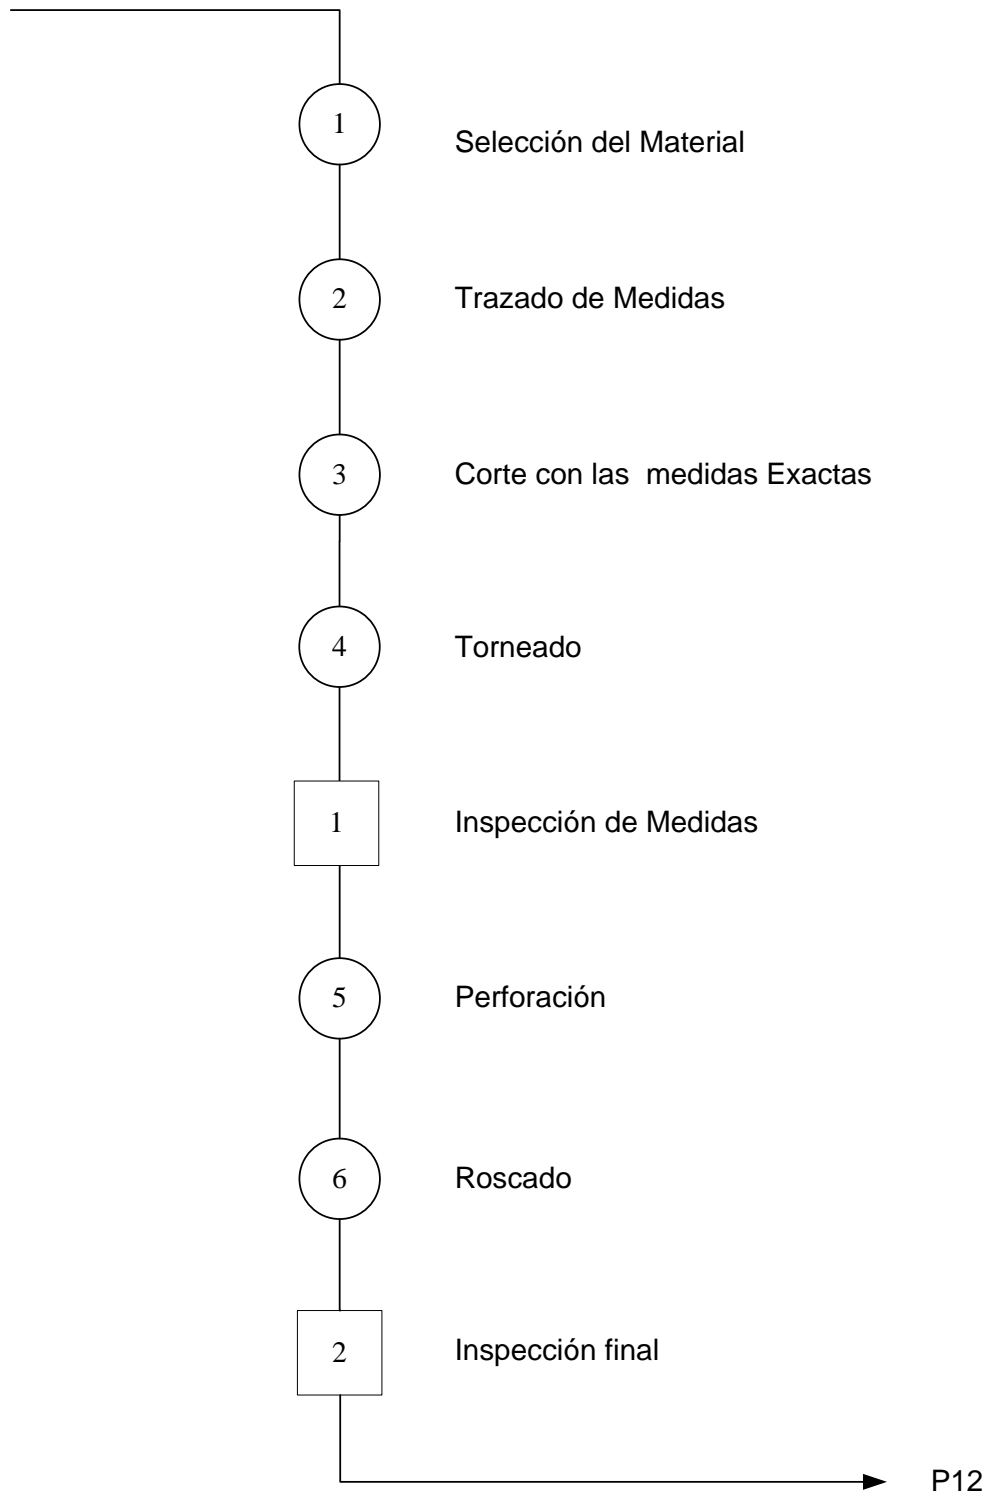 1
Selección del Material
2
Trazado de Medidas
3
Corte con las  medidas Exactas
4
Torneado
1
Inspección de Medidas
5
Perforación
6
Roscado
2
Inspección final
P12